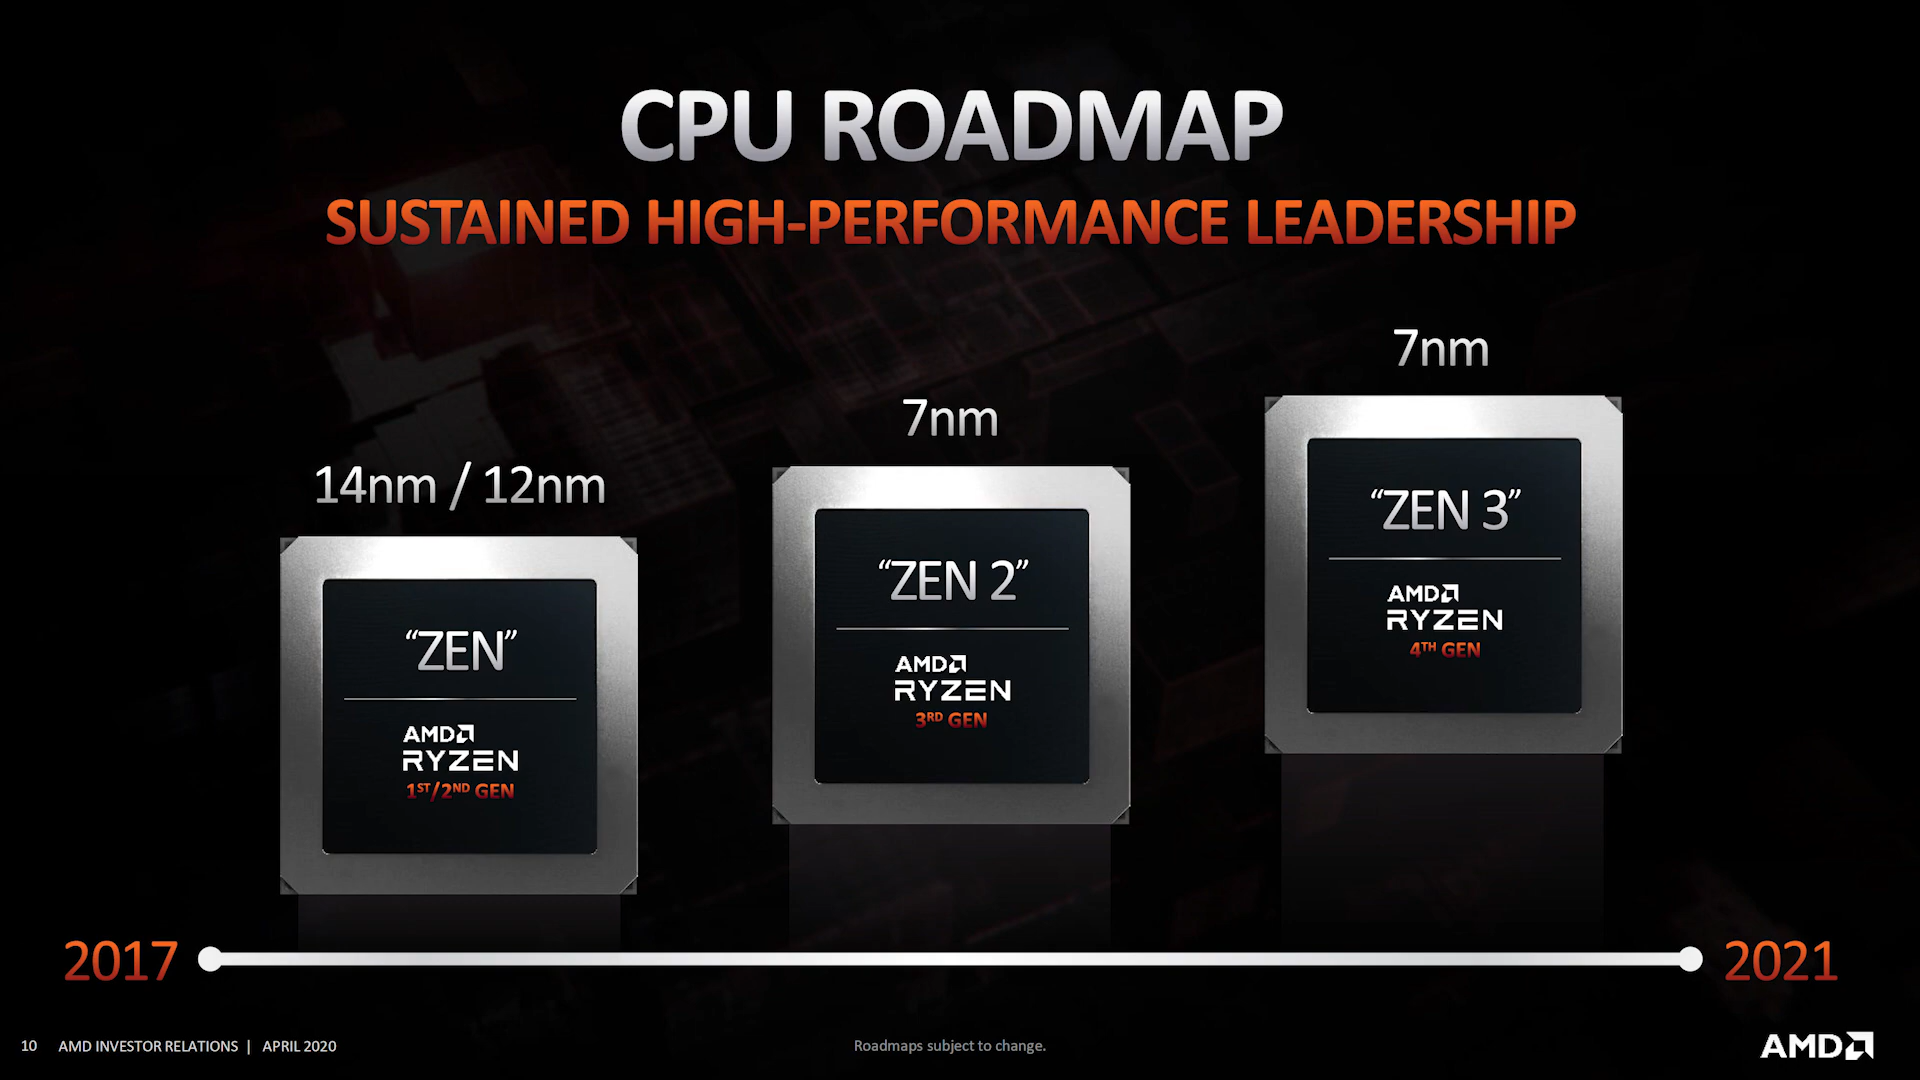 CPU ROADMAP
SUSTAINED HIGH-PERFORMANCE LEADERSHIP
14nm / 12nm
“ZEN”
AMD
RYZEN
1ST/2ND GEN
7nm
“ZEN 2”
AMD
RYZEN
3RD GEN
7nm
“ZEN 3”
AMD
RYZEN
4TH GEN
2017
2021
10 AMD INVESTOR RELATIONS | APRIL 2020
Roadmaps subject to change.
AMD